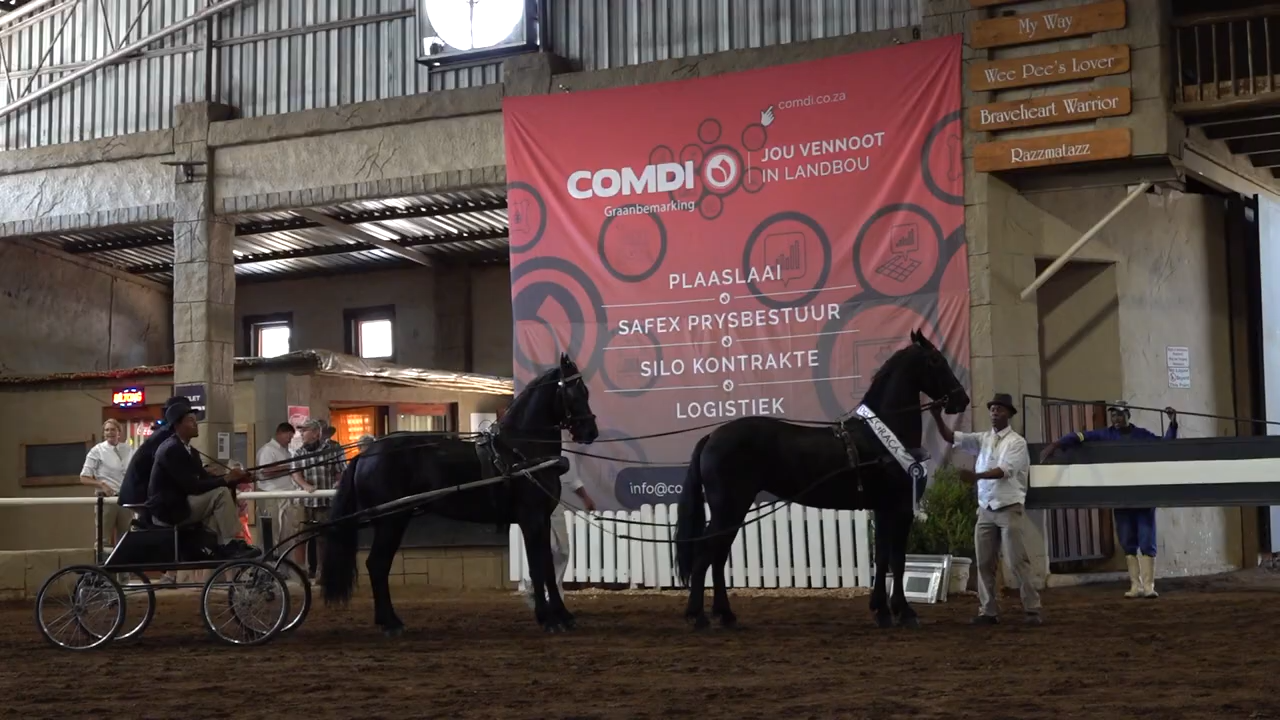 My Way
Wee Pee's Lover
Braveheart Warrior
Razzmatazz
comdi.co.za
COMDI
Graanbemarking
JOU VENNOOT
IN LANDBOU
PLAASLAAI
SAFEX PRYSBESTUUR
SILO KONTRAKTE
LOGISTIEK
info@co